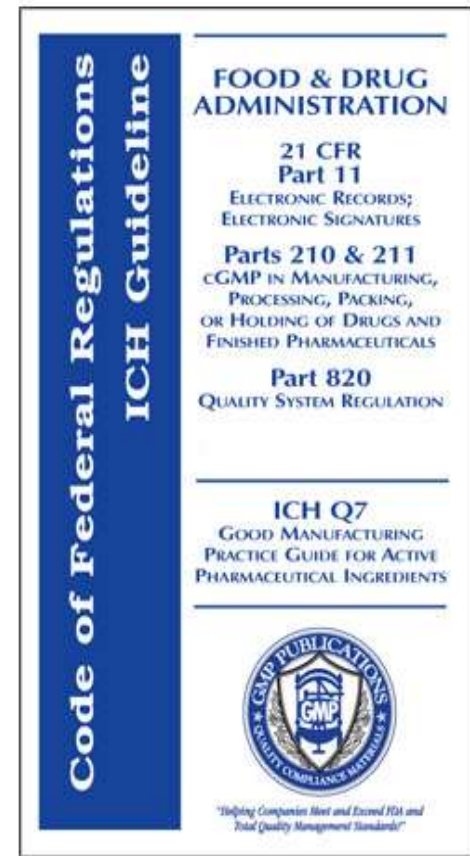 Code of Federal Regulations
ICH Guideline
FOOD & DRUG
ADMINISTRATION
21 CFR
Part 11
ELECTRONIC RECORDS;
ELECTRONIC SIGNATURES
Parts 210 & 211
CGMP IN MANUFACTURING,
PROCESSING, PACKING,
OR HOLDING OF DRUGS AND
FINISHED PHARMACEUTICALS
Part 820
QUALITY SYSTEM REGULATION
ICH Q7
GOOD MANUFACTURING
PRACTICE GUIDE FOR ACTIVE
PHARMACEUTICAL INGREDIENTS
GMP PUBLICATIONS
GMP
QUALITY COMPLIANCE MATERIALS
"Helping Companies Meet and Exceed FDA and
Total Quality Management Standards!"